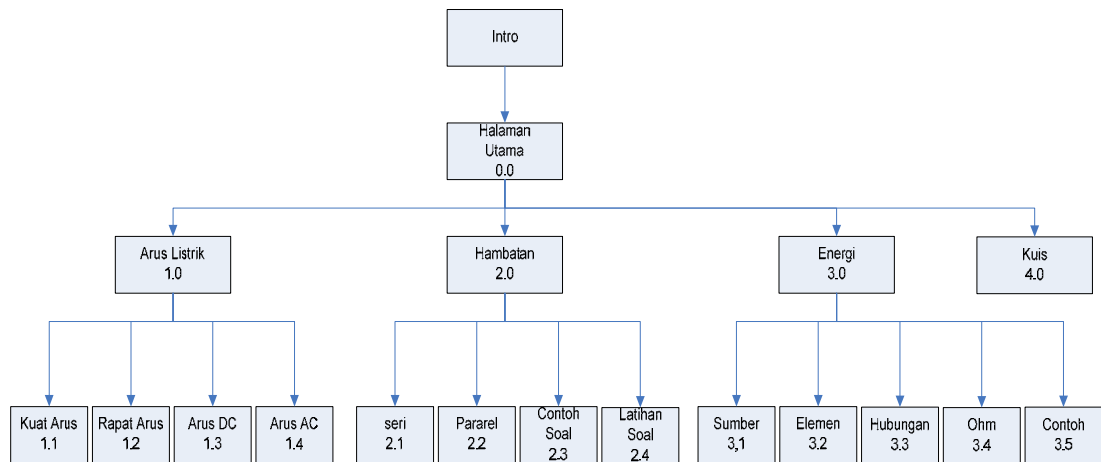 Intro
Halaman
Utama
0.0
Arus Listrik
1.0
Hambatan
2.0
Energi
3.0
Kuis
4.0
Kuat Arus
1.1
Rapat Arus
1.2
Arus DC
1.3
Arus AC
1.4
seri
2.1
Pararel
2.2
Contoh
Soal
2.3
Latihan
Soal
2.4
Sumber
3,1
Elemen
3.2
Hubungan
3.3
Ohm
3.4
Contoh
3.5